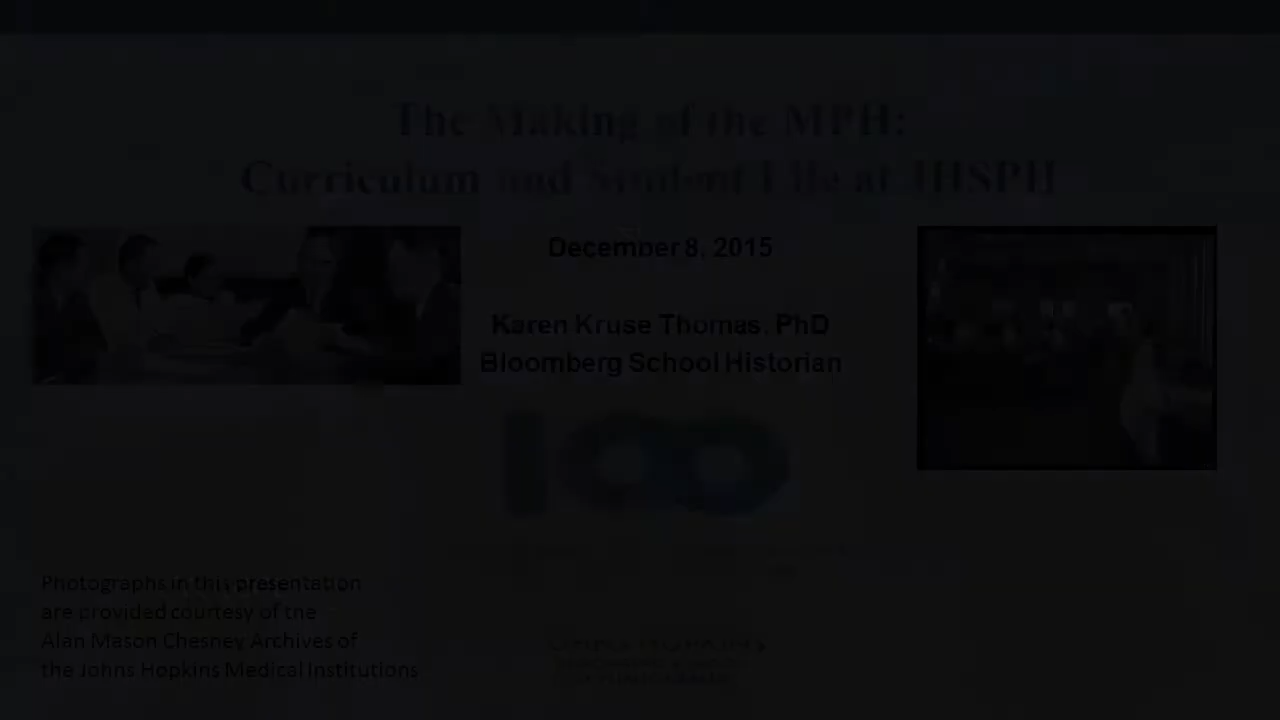 The Making of the MPH:
Curriculum and Student Life at JHSPH
December 8, 2015
Karen Kruse Thomas, PhD
Bloomberg School Historian
100
Photographs in this presentation
are provided courtesy of the
Alan Mason Chesney Archives of
the Johns Hopkins Medical Institutions